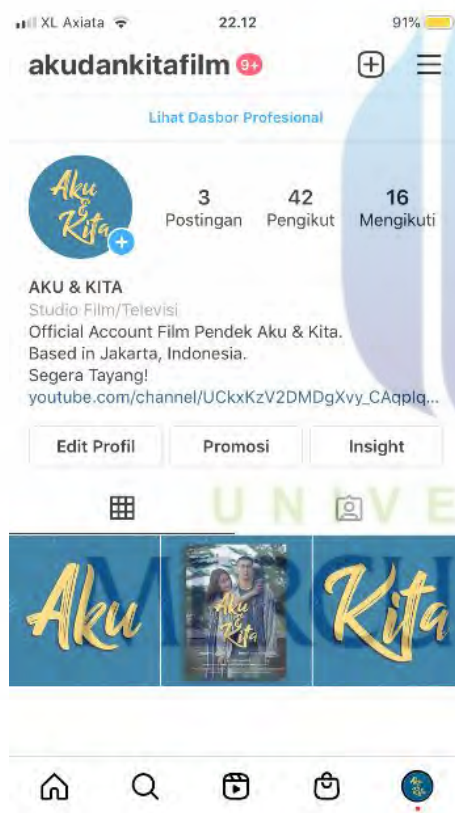 XL Axiata 22.12 91%
akudankitafilm 9+
Lihat Dasbor Profesional
Aku & Kita
3 42 16
Postingan Pengikut Mengikuti
AKU & KITA
Studio Film/Televisi
Official Account Film Pendek Aku & Kita.
Based in Jakarta, Indonesia.
Segera Tayang!
youtube.com/channel/UCkxKzV2DMDgXvy_CAqplq...
Edit Profil Promosi Insight
UNIVE
MERCU
Aku
Aku & Kita
Kita